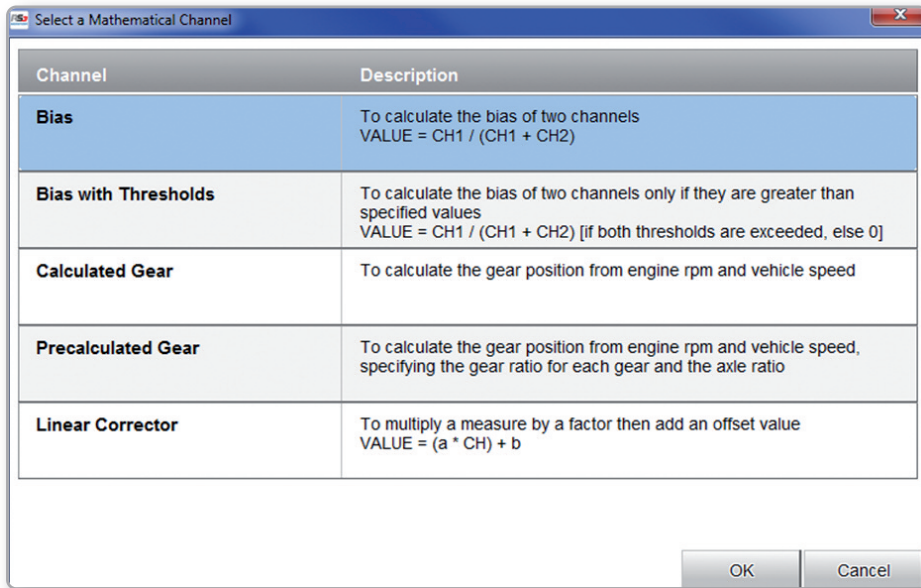 RS3 Select a Mathematical Channel
Channel Description
Bias To calculate the bias of two channels
VALUE = CH1 / (CH1 + CH2)
Bias with Thresholds To calculate the bias of two channels only if they are greater than
specified values
VALUE = CH1 / (CH1 + CH2) [if both thresholds are exceeded, else 0]
Calculated Gear To calculate the gear position from engine rpm and vehicle speed
Precalculated Gear To calculate the gear position from engine rpm and vehicle speed,
specifying the gear ratio for each gear and the axle ratio
Linear Corrector To multiply a measure by a factor then add an offset value
VALUE = (a * CH) + b
OK Cancel